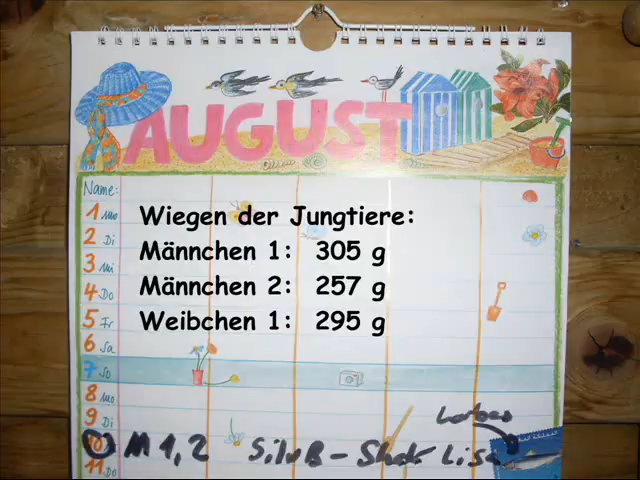 AUGUST
Name:
1 Mo
2 Di
3 Mi
4 Do
5 Fr
6 Sa
7 So
8 Mo
9 Di
10
11 Do
Wiegen der Jungtiere:
Männchen 1: 305 g
Männchen 2: 257 g
Weibchen 1: 295 g
M 1,2